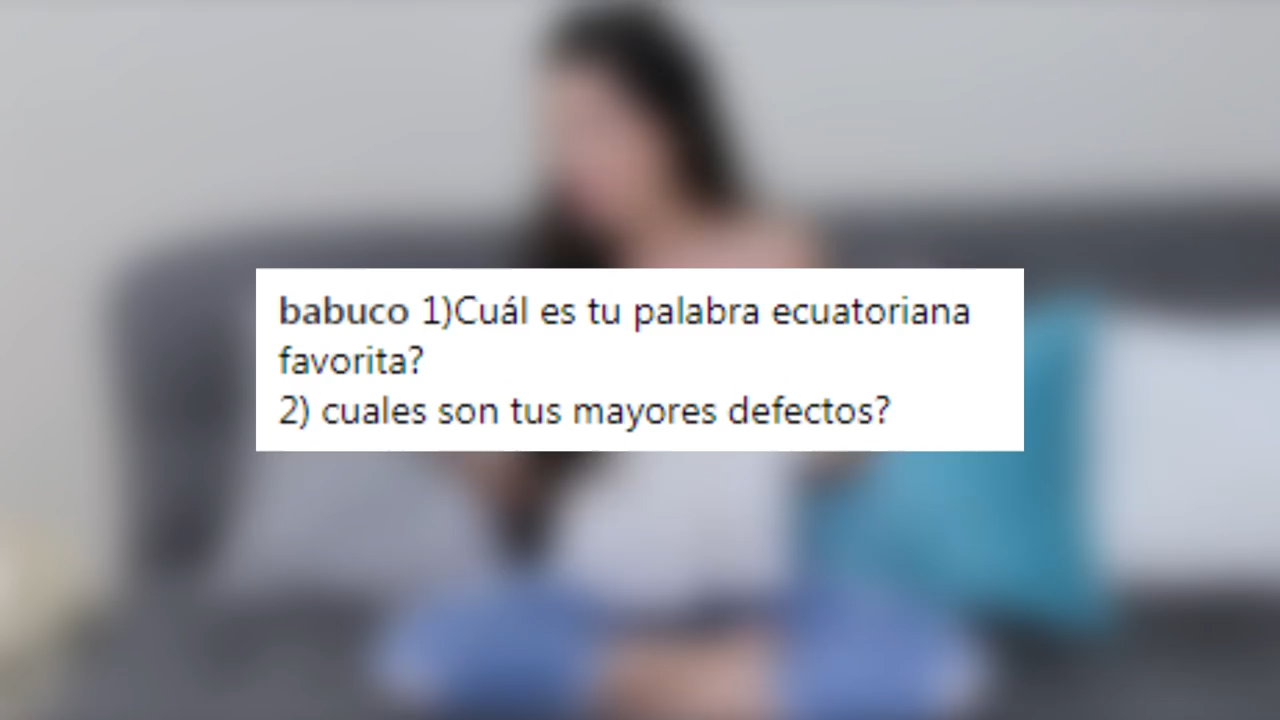 babuco 1)Cuál es tu palabra ecuatoriana
favorita?
2) cuales son tus mayores defectos?